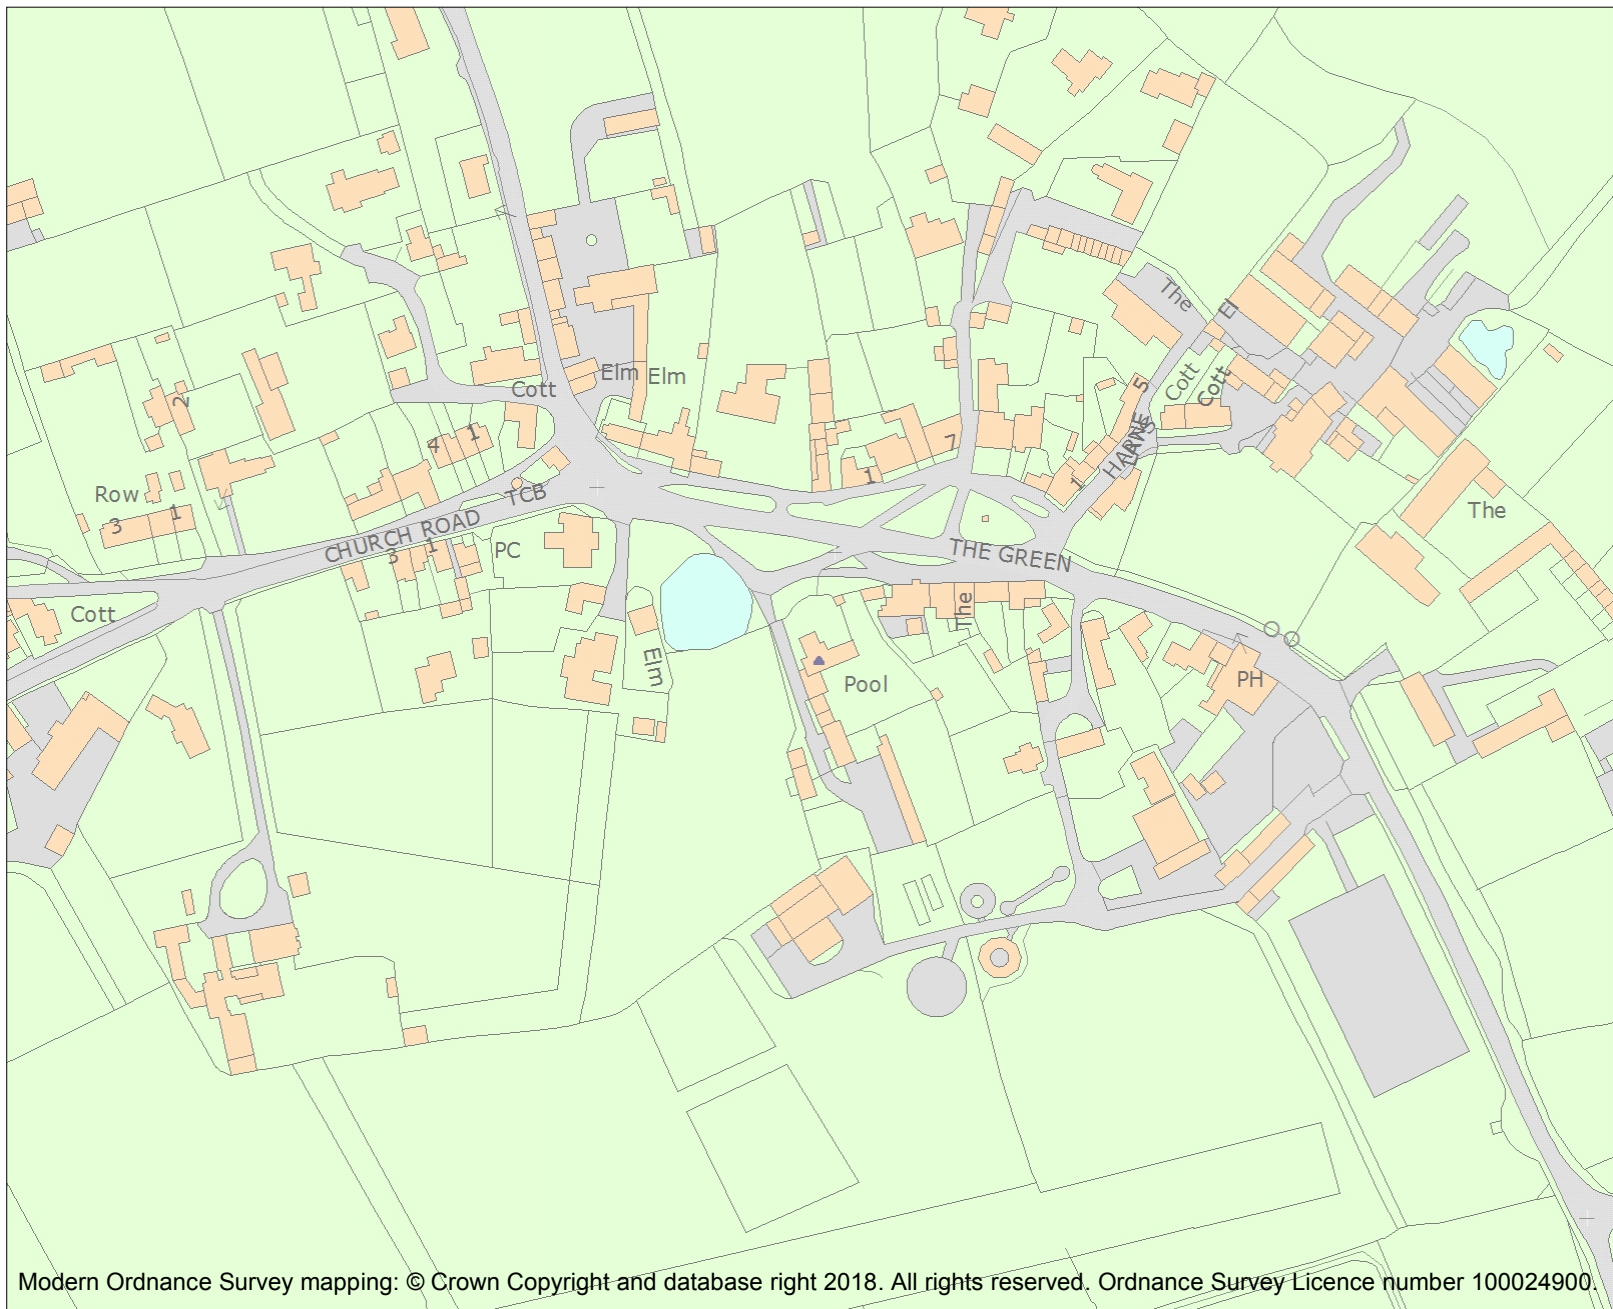 The
El
Elm
Elm
Cott
5
Cott
Cott
2
4
1
7
HARNE
LANE
1
1
Row
3
1
TCB
The
CHURCH ROAD
3
1
PC
THE GREEN
Cott
The
Elm
Pool
PH
Modern Ordnance Survey mapping: © Crown Copyright and database right 2018. All rights reserved. Ordnance Survey Licence number 100024900.